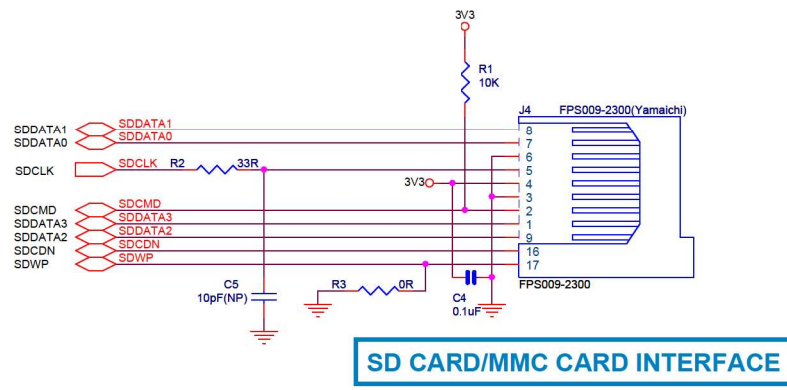 3V3
R1
10K
J4 FPS009-2300(Yamaichi)
SDDATA1 SDDATA1 8
SDDATA0 SDDATA0 7
6
SDCLK SDCLK R2 33R 5
3V3 4
3
SDCMD SDCMD 2
SDDATA3 SDDATA3 1
SDDATA2 SDDATA2 9
SDCDN SDCDN 16
SDWP SDWP 17
FPS009-2300
C5
10pF(NP)
R3 0R
C4
0.1uF
SD CARD/MMC CARD INTERFACE